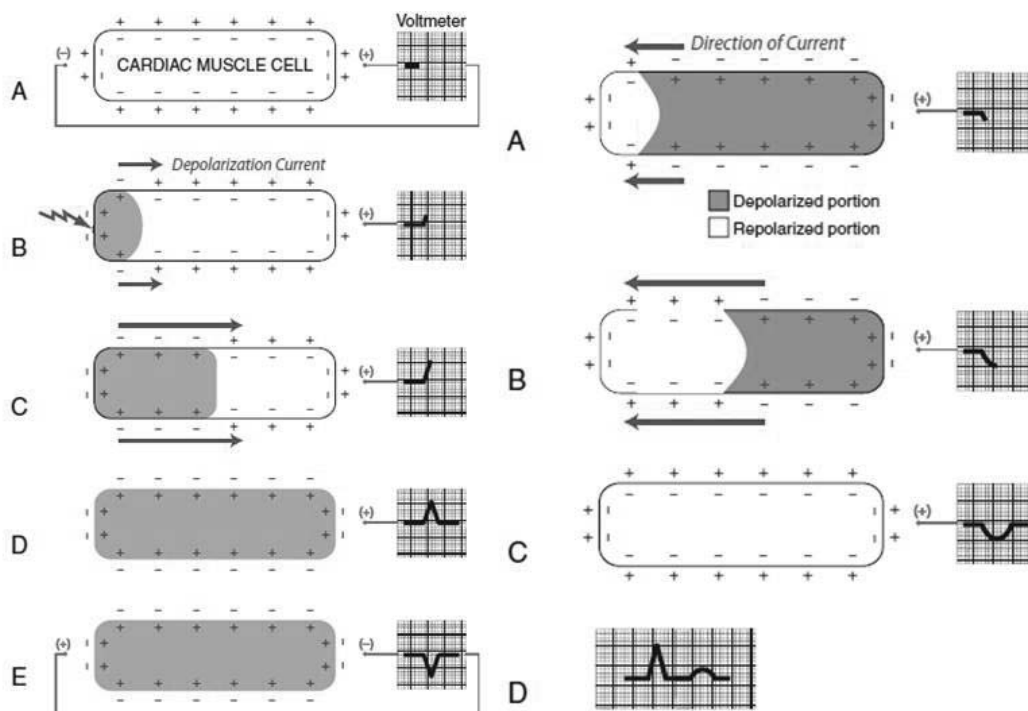 Voltmeter
(–)
CARDIAC MUSCLE CELL
(+)
A
Depolarization Current
(+)
B
(+)
C
(+)
D
(+)
(–)
E
Direction of Current
(+)
A
Depolarized portion
Repolarized portion
(+)
B
(+)
C
D